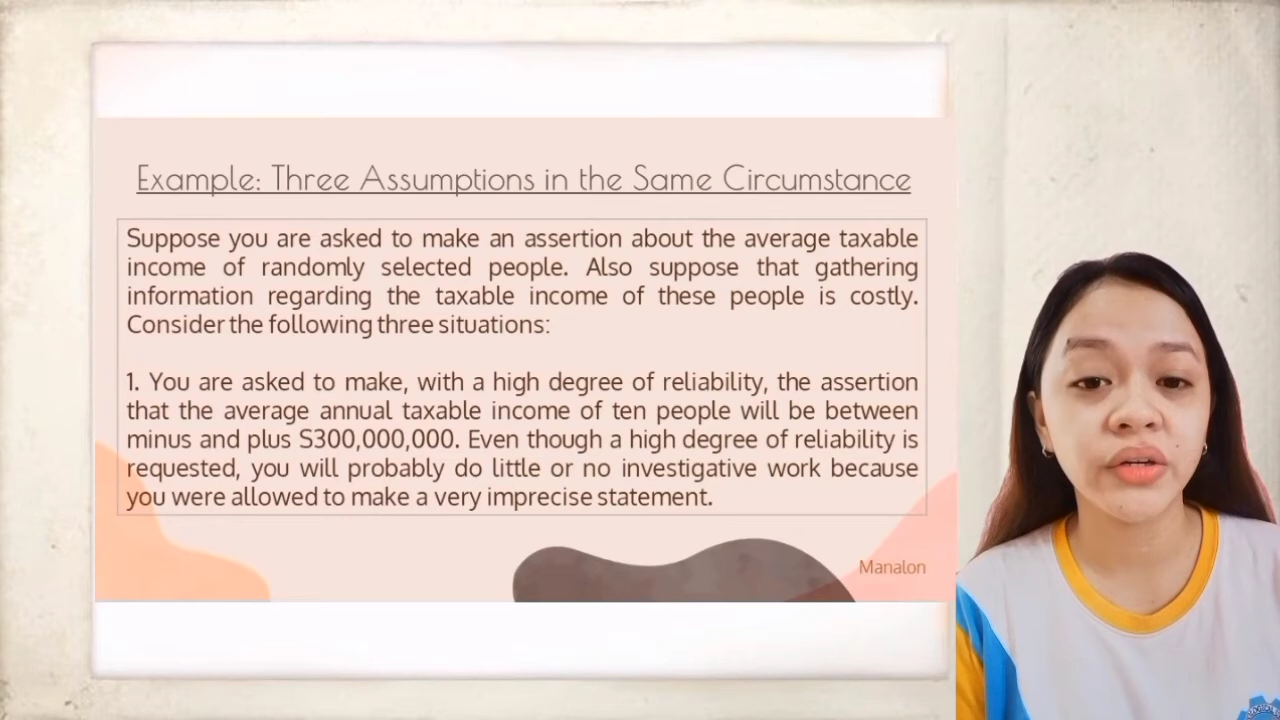 Example: Three Assumptions in the Same Circumstance
Suppose you are asked to make an assertion about the average taxable
income of randomly selected people. Also suppose that gathering
information regarding the taxable income of these people is costly.
Consider the following three situations:
1. You are asked to make, with a high degree of reliability, the assertion
that the average annual taxable income of ten people will be between
minus and plus S300,000,000. Even though a high degree of reliability is
requested, you will probably do little or no investigative work because
you were allowed to make a very imprecise statement.
Manalon